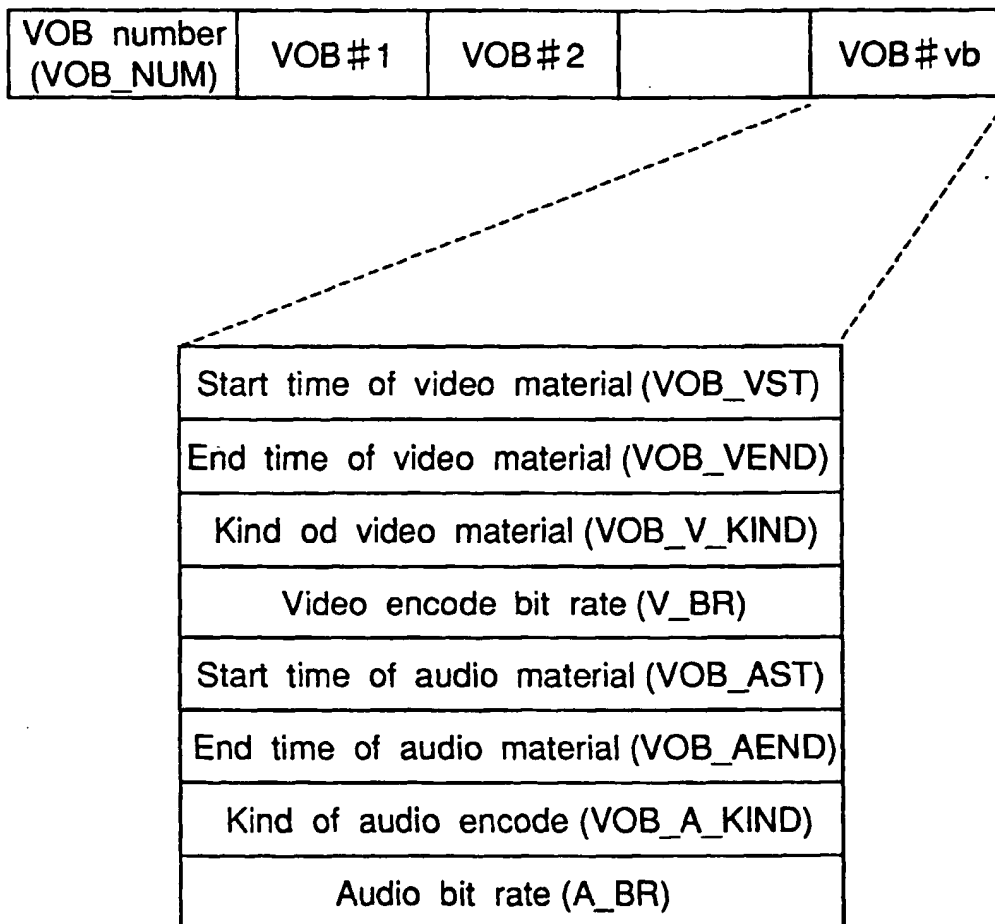 VOB number
(VOB_NUM)
VOB#1
VOB#2
VOB#vb
Start time of video material (VOB_VST)
End time of video material (VOB_VEND)
Kind od video material (VOB_V_KIND)
Video encode bit rate (V_BR)
Start time of audio material (VOB_AST)
End time of audio material (VOB_AEND)
Kind of audio encode (VOB_A_KIND)
Audio bit rate (A_BR)